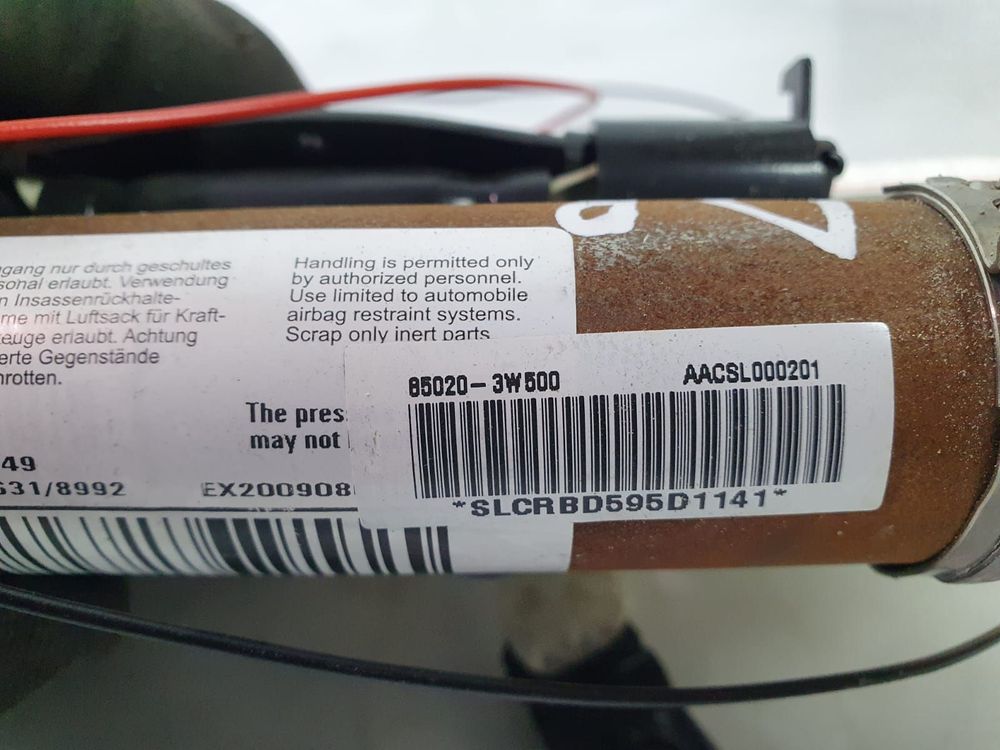 gang nur durch geschultes
sonal erlaubt. Verwendung
n Insassenrückhalte-
me mit Luftsack für Kraft-
euge erlaubt. Achtung
erte Gegenstände
rotten.
Handling is permitted only
by authorized personnel.
Use limited to automobile
airbag restraint systems.
Scrap only inert parts
The pres
may not
49
631/8992
EX200908
85020-3W500
AACSL000201
*SLCRBD595D1141*